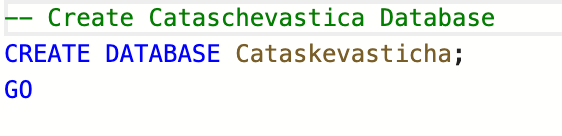 -- Create Cataschevastica Database
CREATE DATABASE Cataskevasticha;
GO